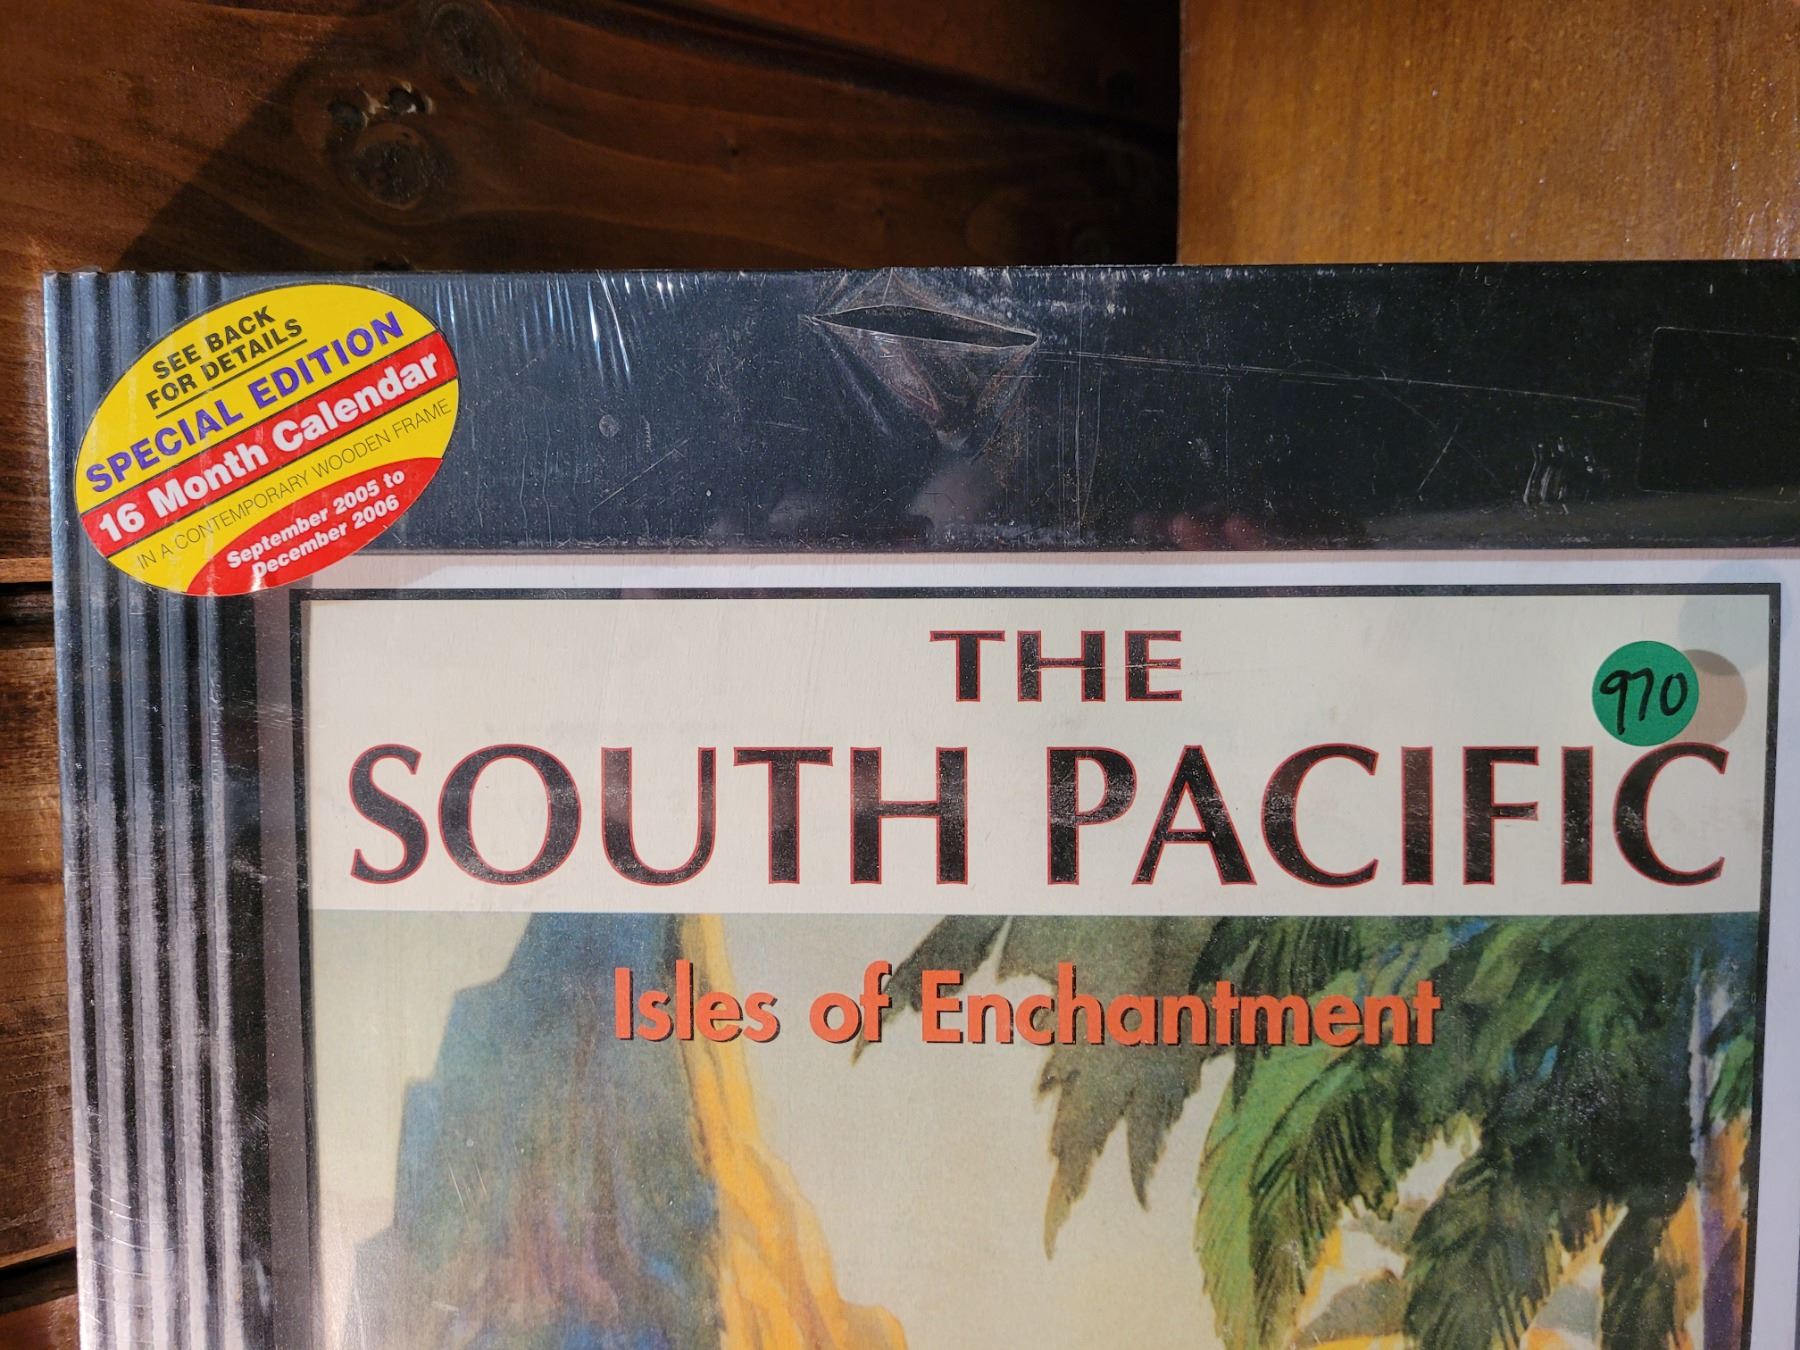 SEE BACK
FOR DETAILS
SPECIAL EDITION
16 Month Calendar
IN A CONTEMPORARY WOODEN FRAME
September 2005 to
December 2006
THE
970
SOUTH PACIFIC
Isles of Enchantment